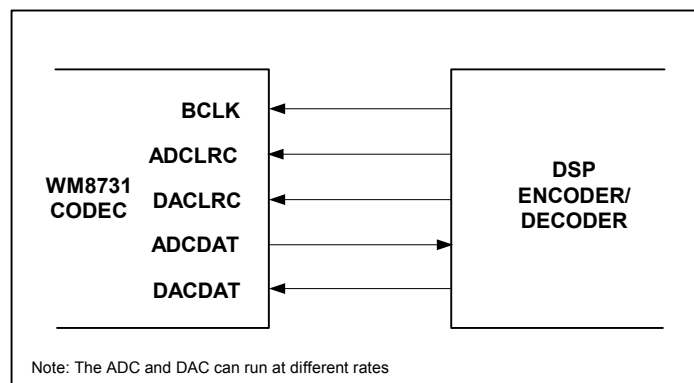 BCLK
ADCLRC
WM8731
CODEC
DACLRC
ADCDAT
DACDAT
DSP
ENCODER/
DECODER
Note: The ADC and DAC can run at different rates